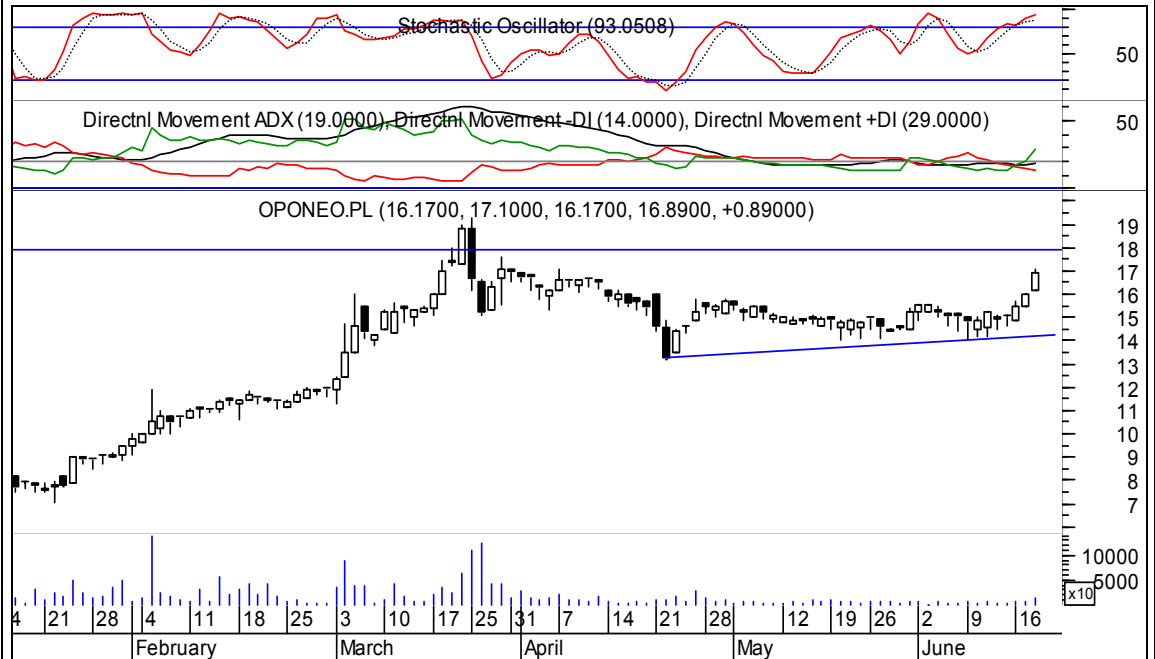 Stochastic Oscillator (93.0508)
50
Directnl Movement ADX (19.0000), Directnl Movement -DI (14.0000), Directnl Movement +DI (29.0000)
50
OPONEO.PL (16.1700, 17.1000, 16.1700, 16.8900, +0.89000)
19
18
17
16
15
14
13
12
11
10
9
8
7
10000
5000
x10
4 21 28 4 11 18 25 3 10 17 25 31 7 14 21 28 12 19 26 2 9 16
February March April May June